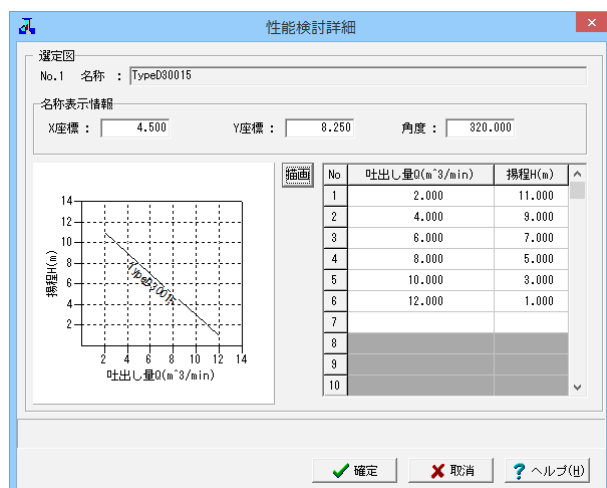 性能検討詳細
選定図
No.1 名称 : TypeD30015
名称表示情報
X座標 : 4.500 Y座標 : 8.250 角度 : 320.000
描画
14
12
10
8
6
4
2
揚程H(m)
TypeD30015
2 4 6 8 10 12 14
吐出し量Q(m^3/min)
No 吐出し量Q(m^3/min) 揚程H(m)
1 2.000 11.000
2 4.000 9.000
3 6.000 7.000
4 8.000 5.000
5 10.000 3.000
6 12.000 1.000
7
8
9
10
確定 取消 ヘルプ(H)